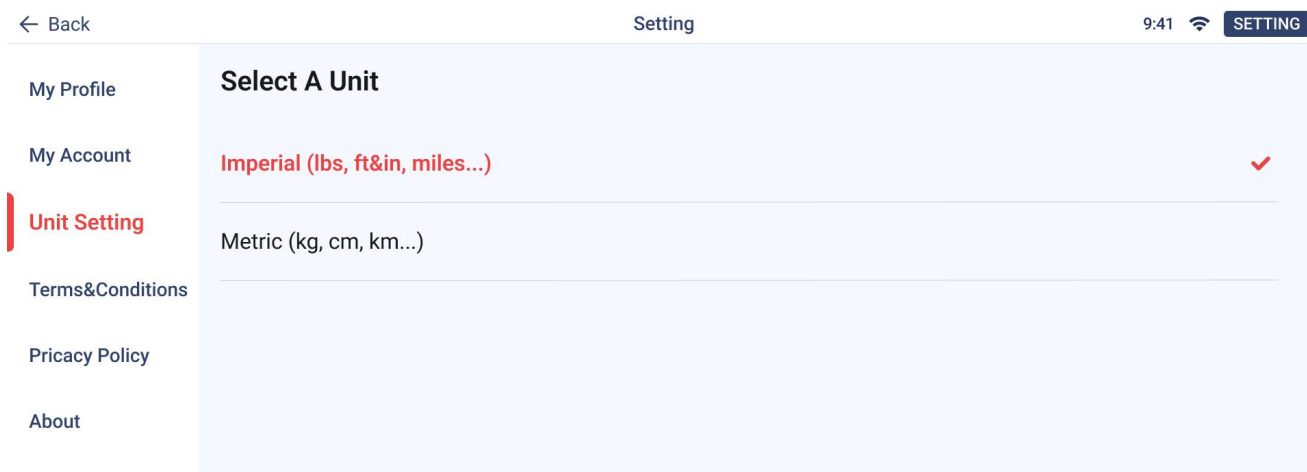 Back
Setting
9:41
SETTING
My Profile
My Account
Unit Setting
Terms&Conditions
Pricacy Policy
About
Select A Unit
Imperial (lbs, ft&in, miles...)
Metric (kg, cm, km...)